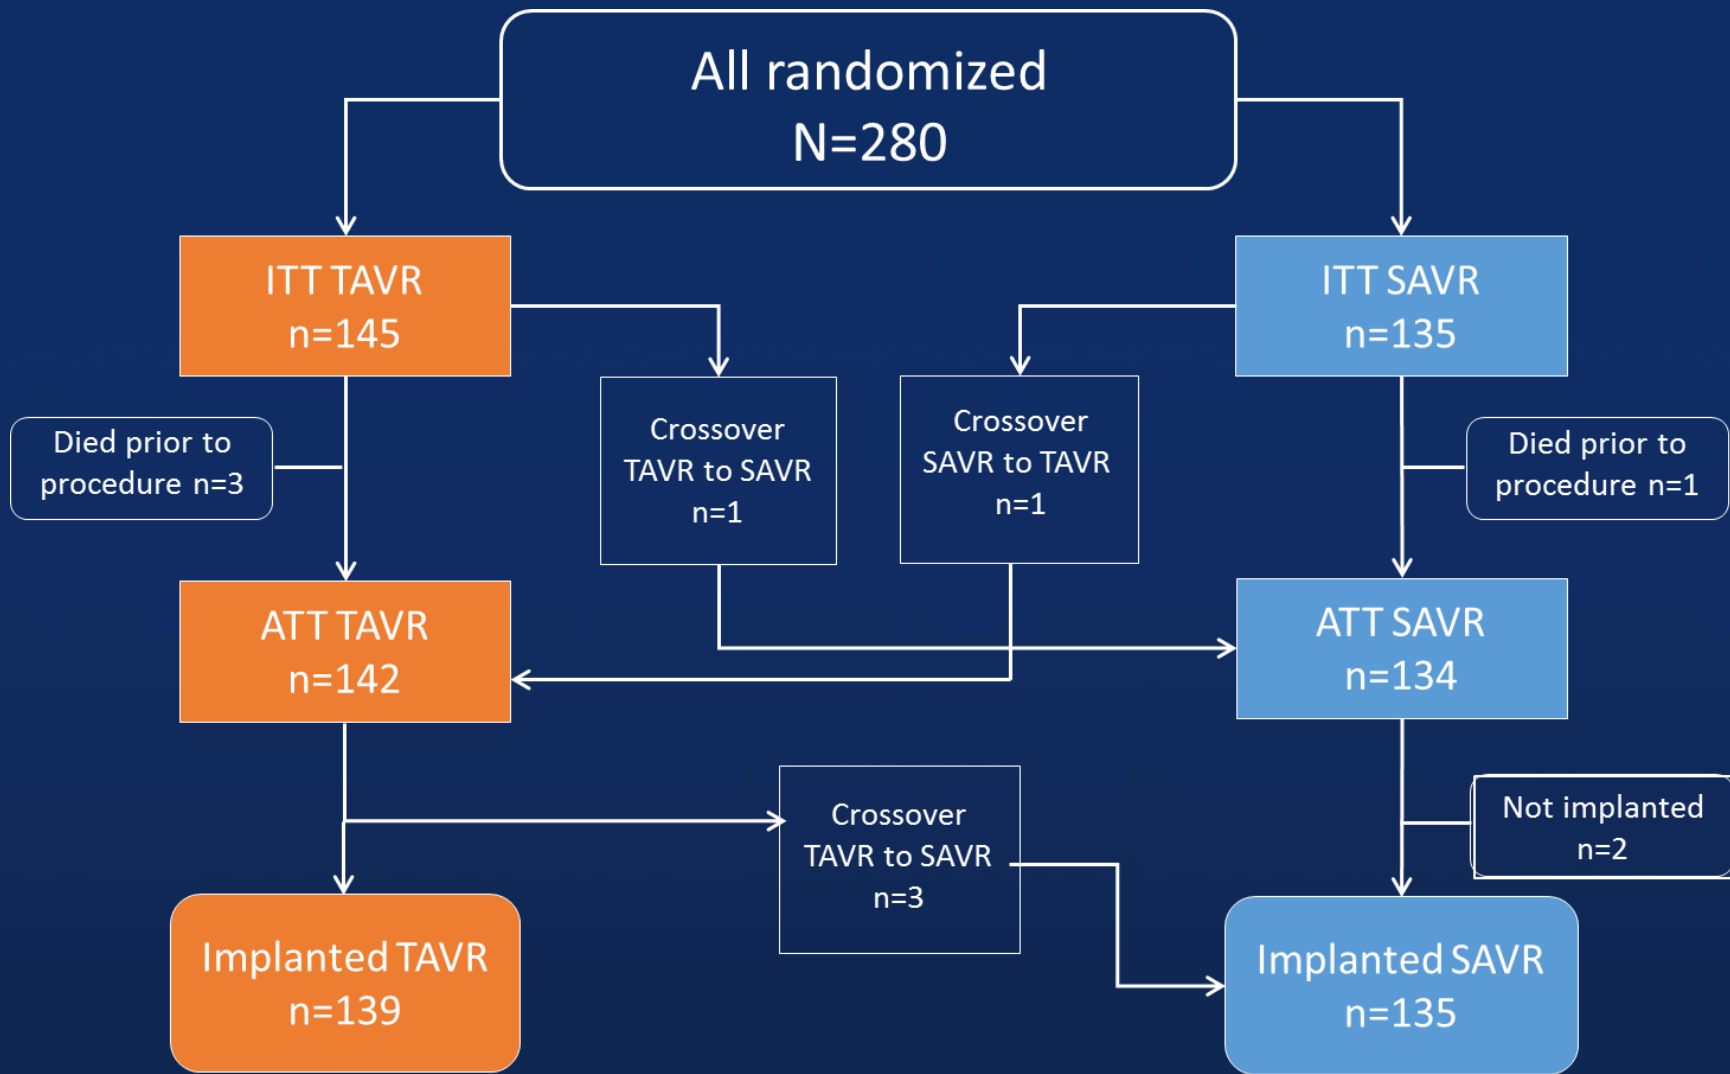 All randomized
N=280
ITT TAVR
n=145
ITT SAVR
n=135
Died prior to
procedure n=3
Crossover
TAVR to SAVR
n=1
Crossover
SAVR to TAVR
n=1
Died prior to
procedure n=1
ATT TAVR
n=142
ATT SAVR
n=134
Crossover
TAVR to SAVR
n=3
Not implanted
n=2
Implanted TAVR
n=139
Implanted SAVR
n=135